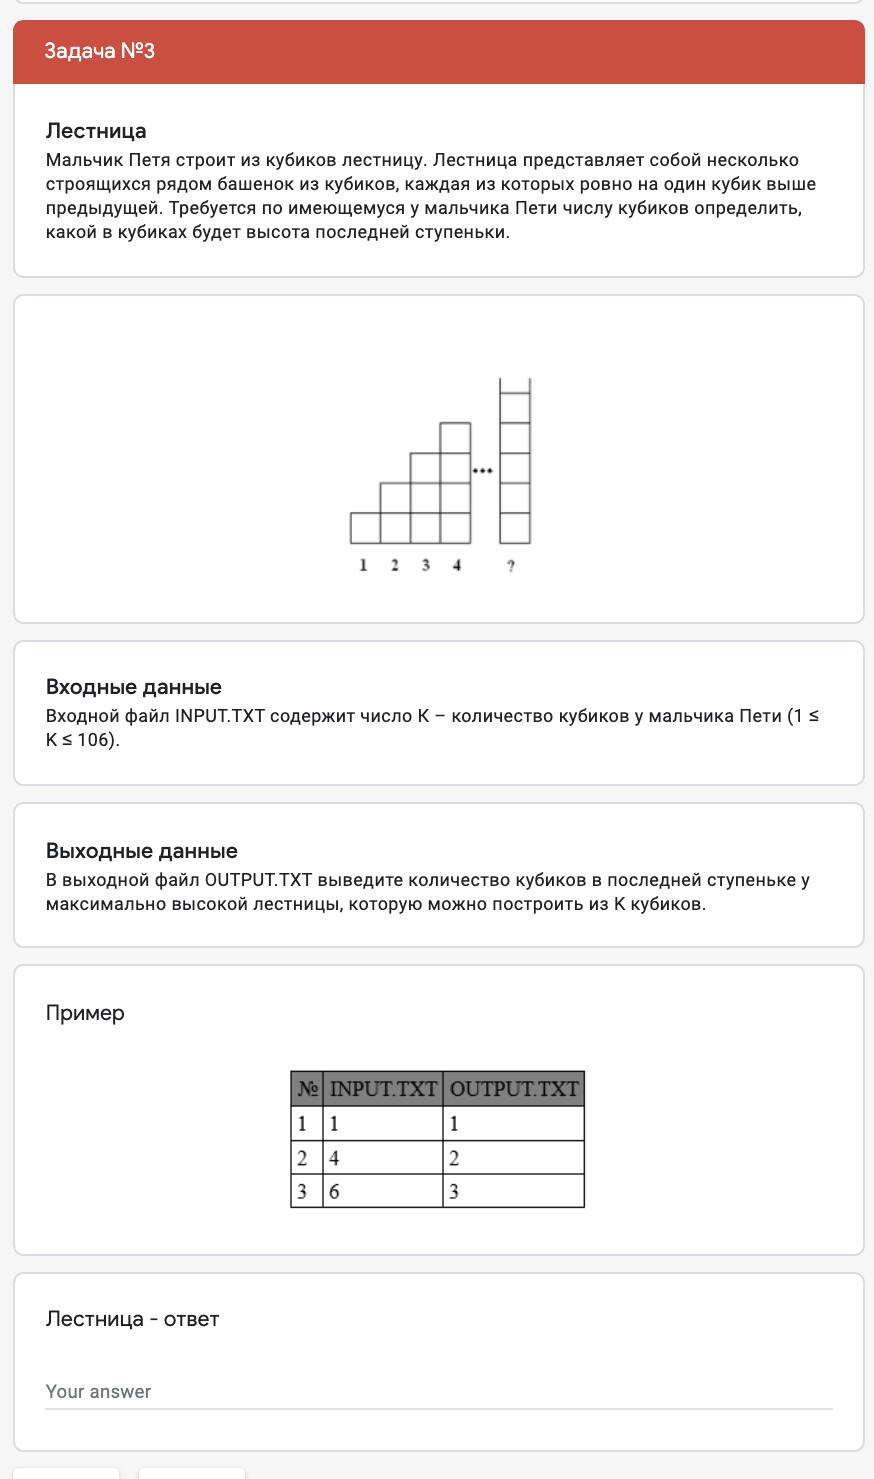 Задача №3
Лестница
Мальчик Петя строит из кубиков лестницу. Лестница представляет собой несколько
строящихся рядом башенок из кубиков, каждая из которых ровно на один кубик выше
предыдущей. Требуется по имеющемуся у мальчика Пети числу кубиков определить,
какой в кубиках будет высота последней ступеньки.
...
1 2 3 4 ?
Входные данные
Входной файл INPUT.TXT содержит число К – количество кубиков у мальчика Пети (1 ≤
K ≤ 106).
Выходные данные
В выходной файл OUTPUT.TXT выведите количество кубиков в последней ступеньке у
максимально высокой лестницы, которую можно построить из K кубиков.
Пример
№ INPUT.TXT OUTPUT.TXT
1 1 1
2 4 2
3 6 3
Лестница - ответ
Your answer